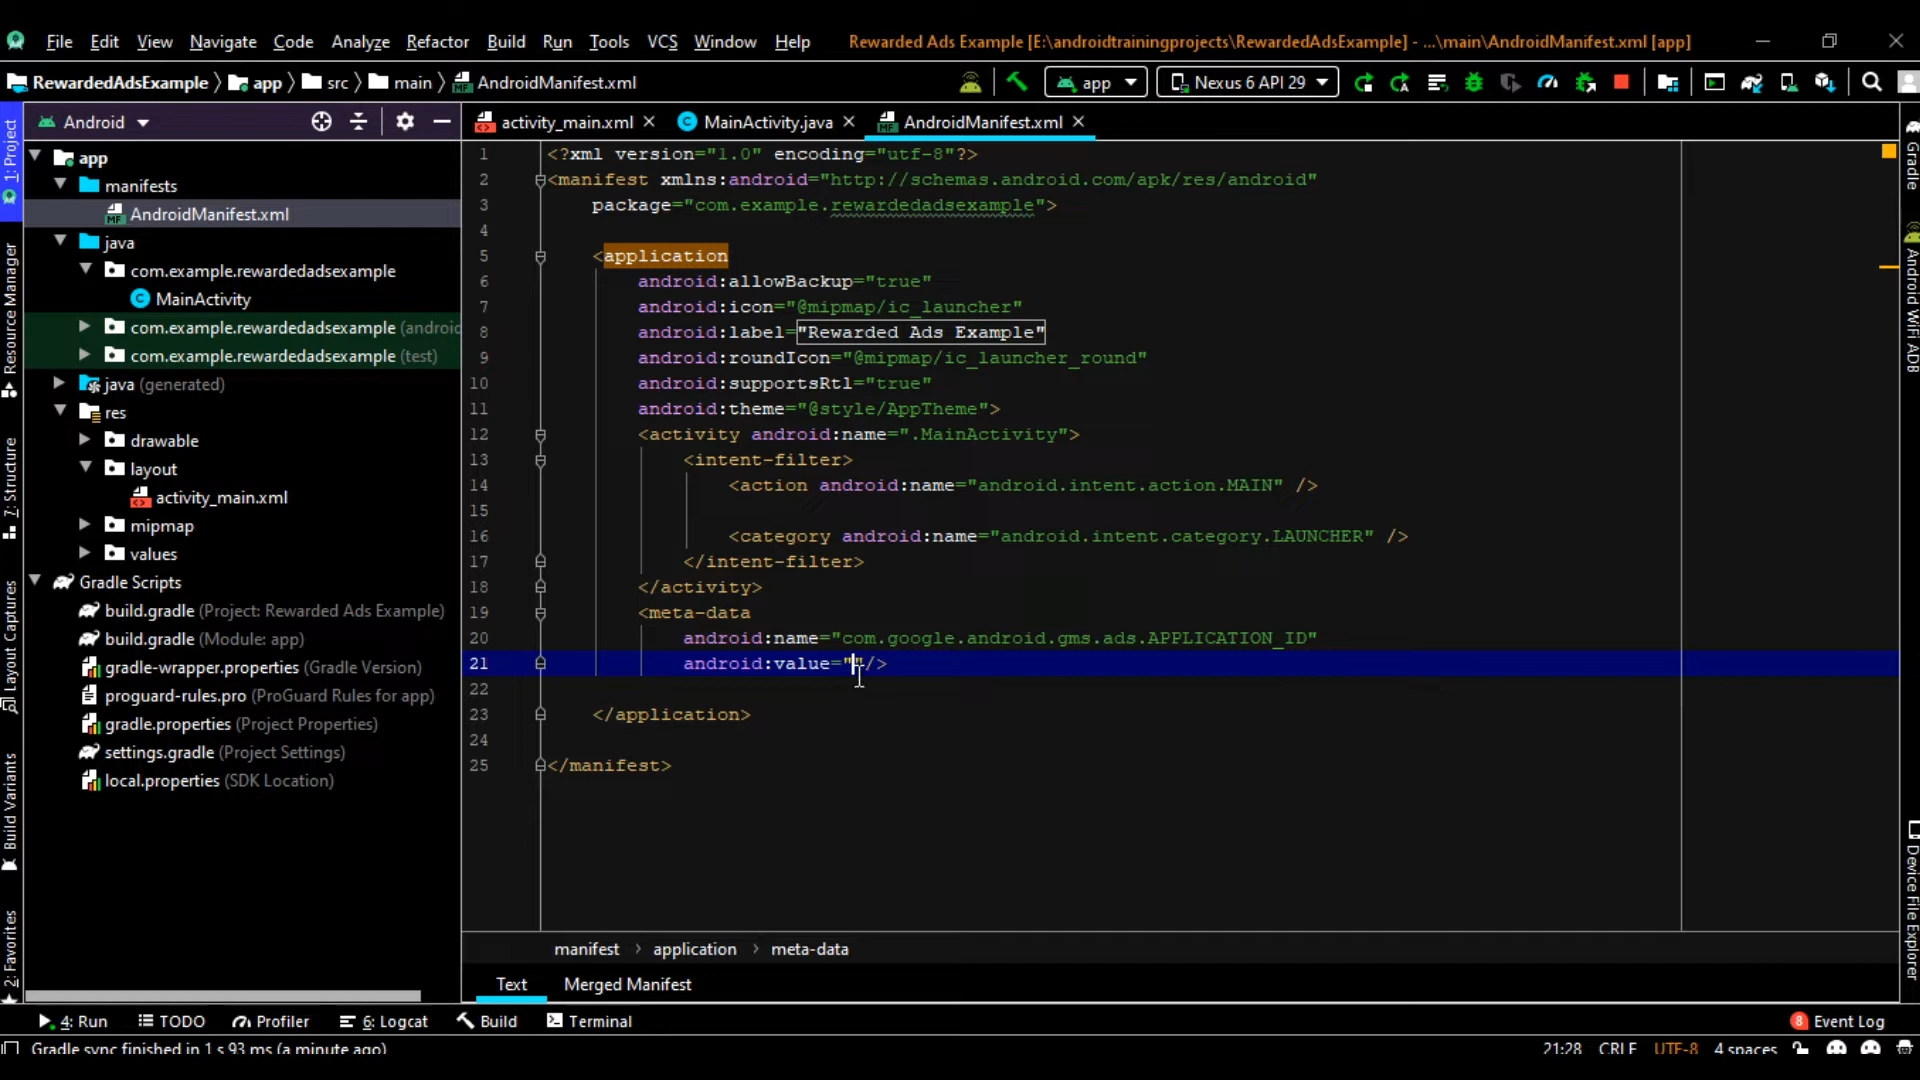 File Edit View Navigate Code Analyze Refactor Build Run Tools VCS Window Help Rewarded Ads Example [E:\androidtrainingprojects\RewardedAdsExample] - ...\main\AndroidManifest.xml [app]
RewardedAdsExample app src main AndroidManifest.xml app Nexus 6 API 29
Android
activity_main.xml MainActivity.java AndroidManifest.xml
app
manifests
AndroidManifest.xml
java
com.example.rewardedadsexample
MainActivity
com.example.rewardedadsexample (androi
com.example.rewardedadsexample (test)
java (generated)
res
drawable
layout
activity_main.xml
mipmap
values
Gradle Scripts
build.gradle (Project: Rewarded Ads Example)
build.gradle (Module: app)
gradle-wrapper.properties (Gradle Version)
proguard-rules.pro (ProGuard Rules for app)
gradle.properties (Project Properties)
settings.gradle (Project Settings)
local.properties (SDK Location)
1 <?xml version="1.0" encoding="utf-8"?>
2 <manifest xmlns:android="http://schemas.android.com/apk/res/android"
3 package="com.example.rewardedadsexample">
4
5 <application
6 android:allowBackup="true"
7 android:icon="@mipmap/ic_launcher"
8 android:label="Rewarded Ads Example"
9 android:roundIcon="@mipmap/ic_launcher_round"
10 android:supportsRtl="true"
11 android:theme="@style/AppTheme">
12 <activity android:name=".MainActivity">
13 <intent-filter>
14 <action android:name="android.intent.action.MAIN" />
15
16 <category android:name="android.intent.category.LAUNCHER" />
17 </intent-filter>
18 </activity>
19 <meta-data
20 android:name="com.google.android.gms.ads.APPLICATION_ID"
21 android:value=""/>
22
23 </application>
24
25 </manifest>
manifest application meta-data
Text Merged Manifest
1: Project
Resource Manager
7: Structure
Layout Captures
Build Variants
2: Favorites
Gradle
Android WiFi ADB
Device File Explorer
4: Run TODO Profiler 6: Logcat Build Terminal 8 Event Log
Gradle sync finished in 1 s 93 ms (a minute ago) 21:28 CRLF UTF-8 4 spaces